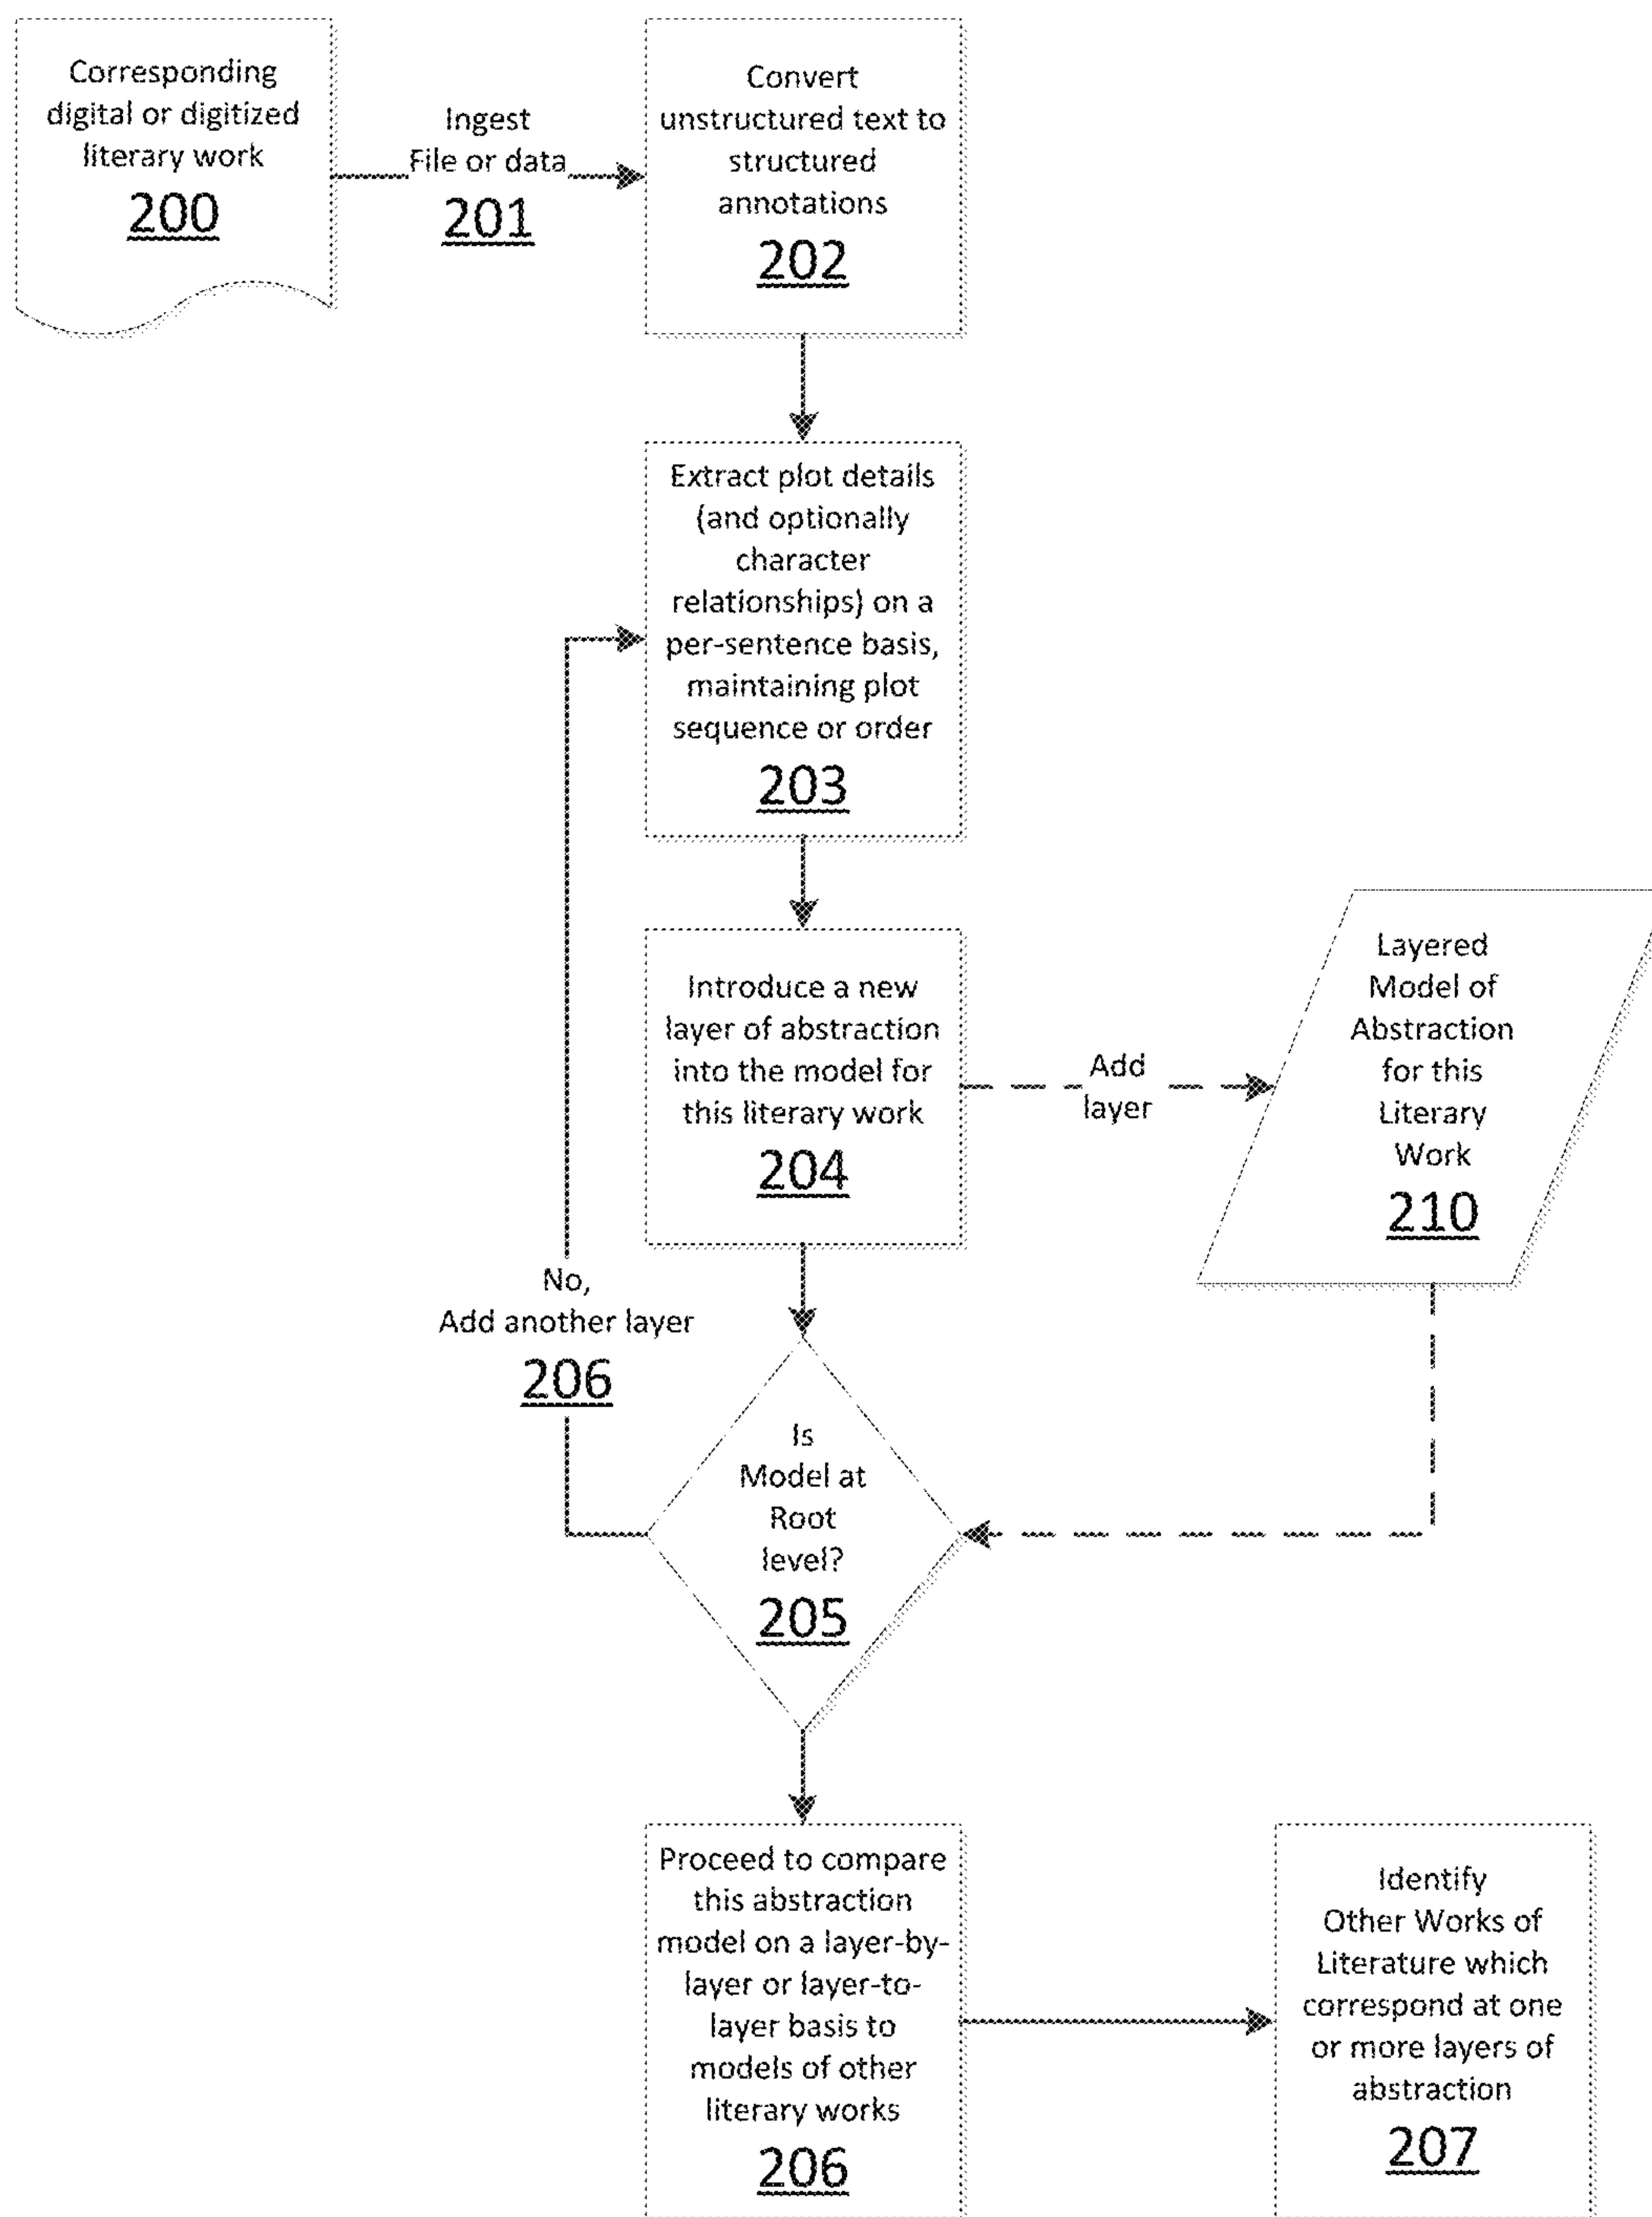 Corresponding
digital or digitized
literary work
200
Ingest
File or data
201
Convert
unstructured text to
structured
annotations
202
Extract plot details
(and optionally
character
relationships) on a
per-sentence basis,
maintaining plot
sequence or order
203
Introduce a new
layer of abstraction
into the model for
this literary work
204
Add
layer
Layered
Model of
Abstraction
for this
Literary
Work
210
No,
Add another layer
206
Is
Model at
Root
level?
205
Proceed to compare
this abstraction
model on a layer-by-
layer or layer-to-
layer basis to
models of other
literary works
206
Identify
Other Works of
Literature which
correspond at one
or more layers of
abstraction
207